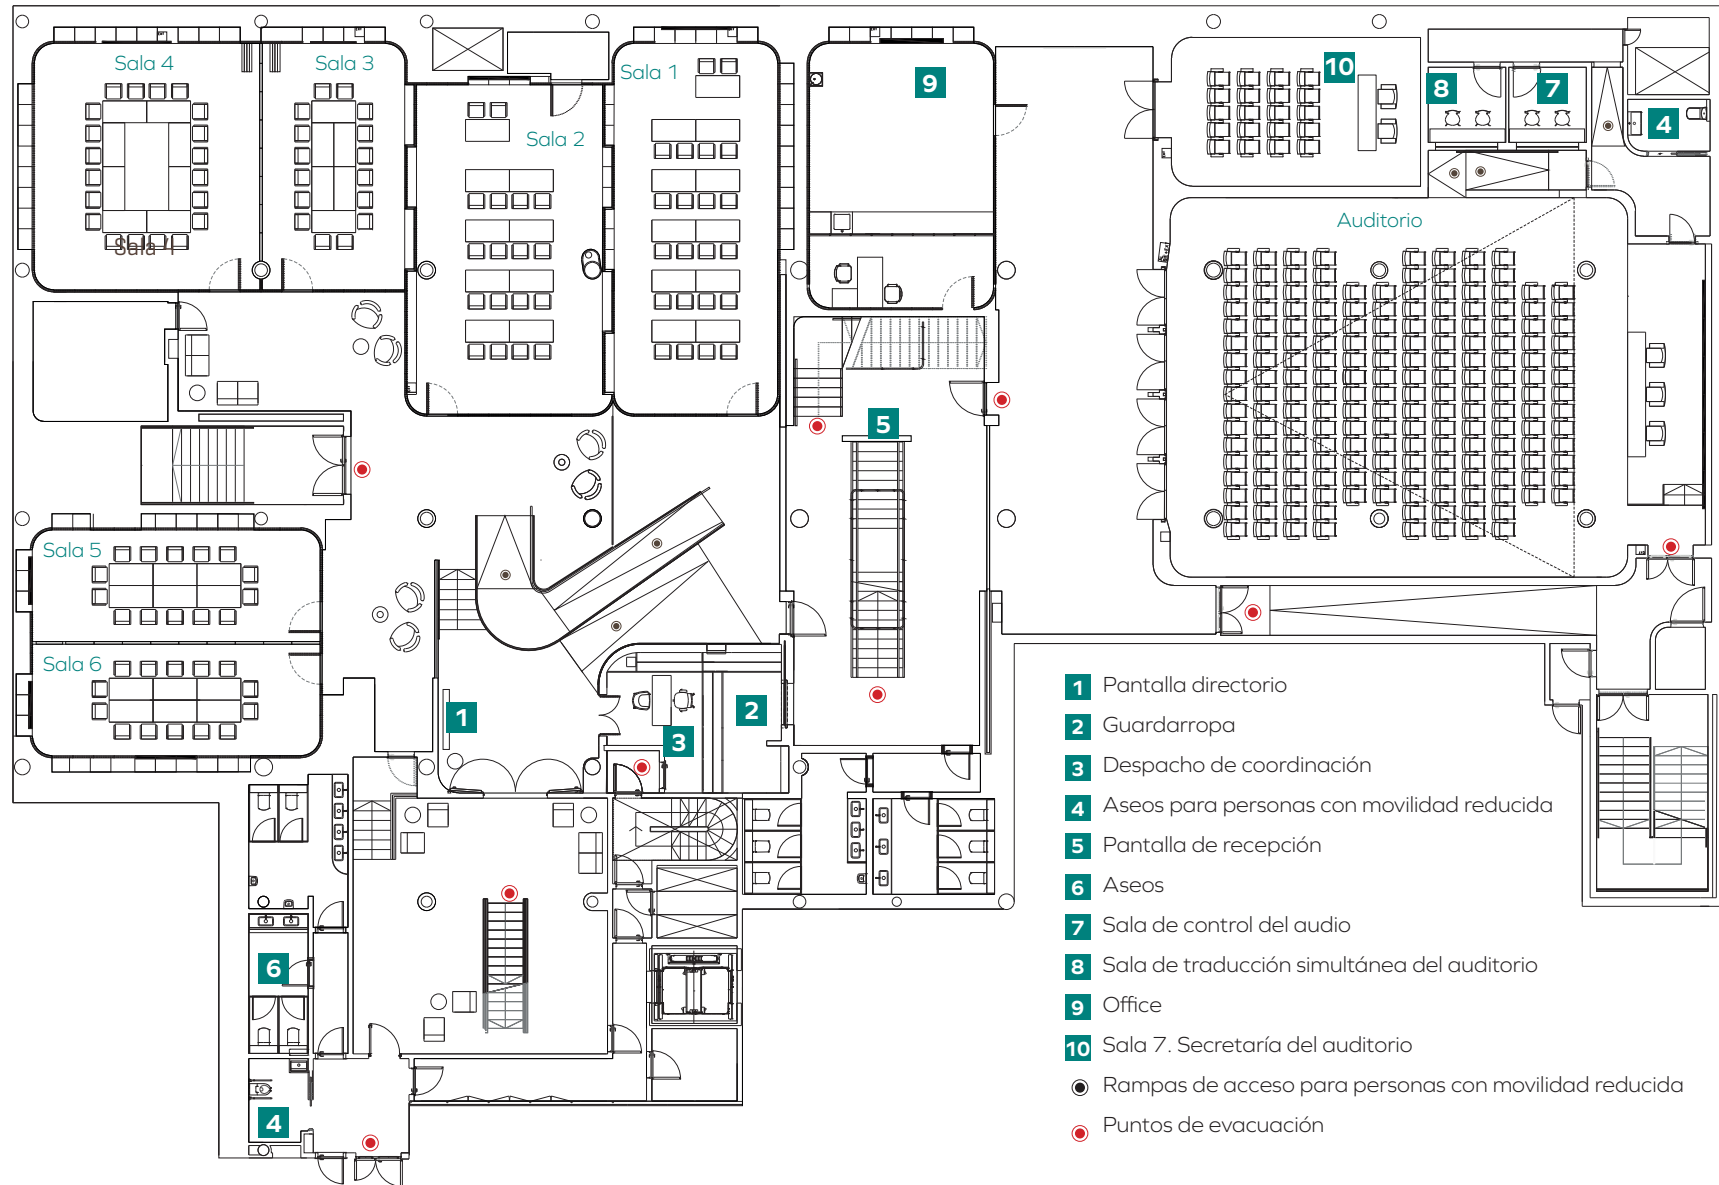 Sala 4
Sala 3
Sala 1
Sala 2
9
10
8
7
4
Sala 4
Auditorio
5
Sala 5
Sala 6
1
2
3
6
4
1 Pantalla directorio
2 Guardarropa
3 Despacho de coordinación
4 Aseos para personas con movilidad reducida
5 Pantalla de recepción
6 Aseos
7 Sala de control del audio
8 Sala de traducción simultánea del auditorio
9 Office
10 Sala 7. Secretaría del auditorio
Rampas de acceso para personas con movilidad reducida
Puntos de evacuación